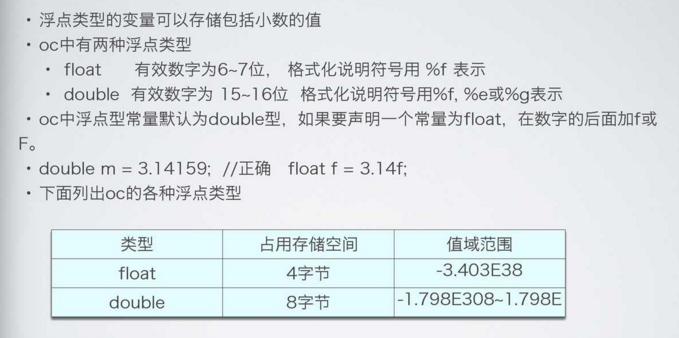 • 浮点类型的变量可以存储包括小数的值
• oc中有两种浮点类型
• float 有效数字为6~7位， 格式化说明符号用 %f 表示
• double 有效数字为 15~16位 格式化说明符号用%f, %e或%g表示
• oc中浮点型常量默认为double型，如果要声明一个常量为float，在数字的后面加f或
F。
• double m = 3.14159; //正确 float f = 3.14f;
• 下面列出oc的各种浮点类型
类型 占用存储空间 值域范围
float 4字节 -3.403E38
double 8字节 -1.798E308~1.798E